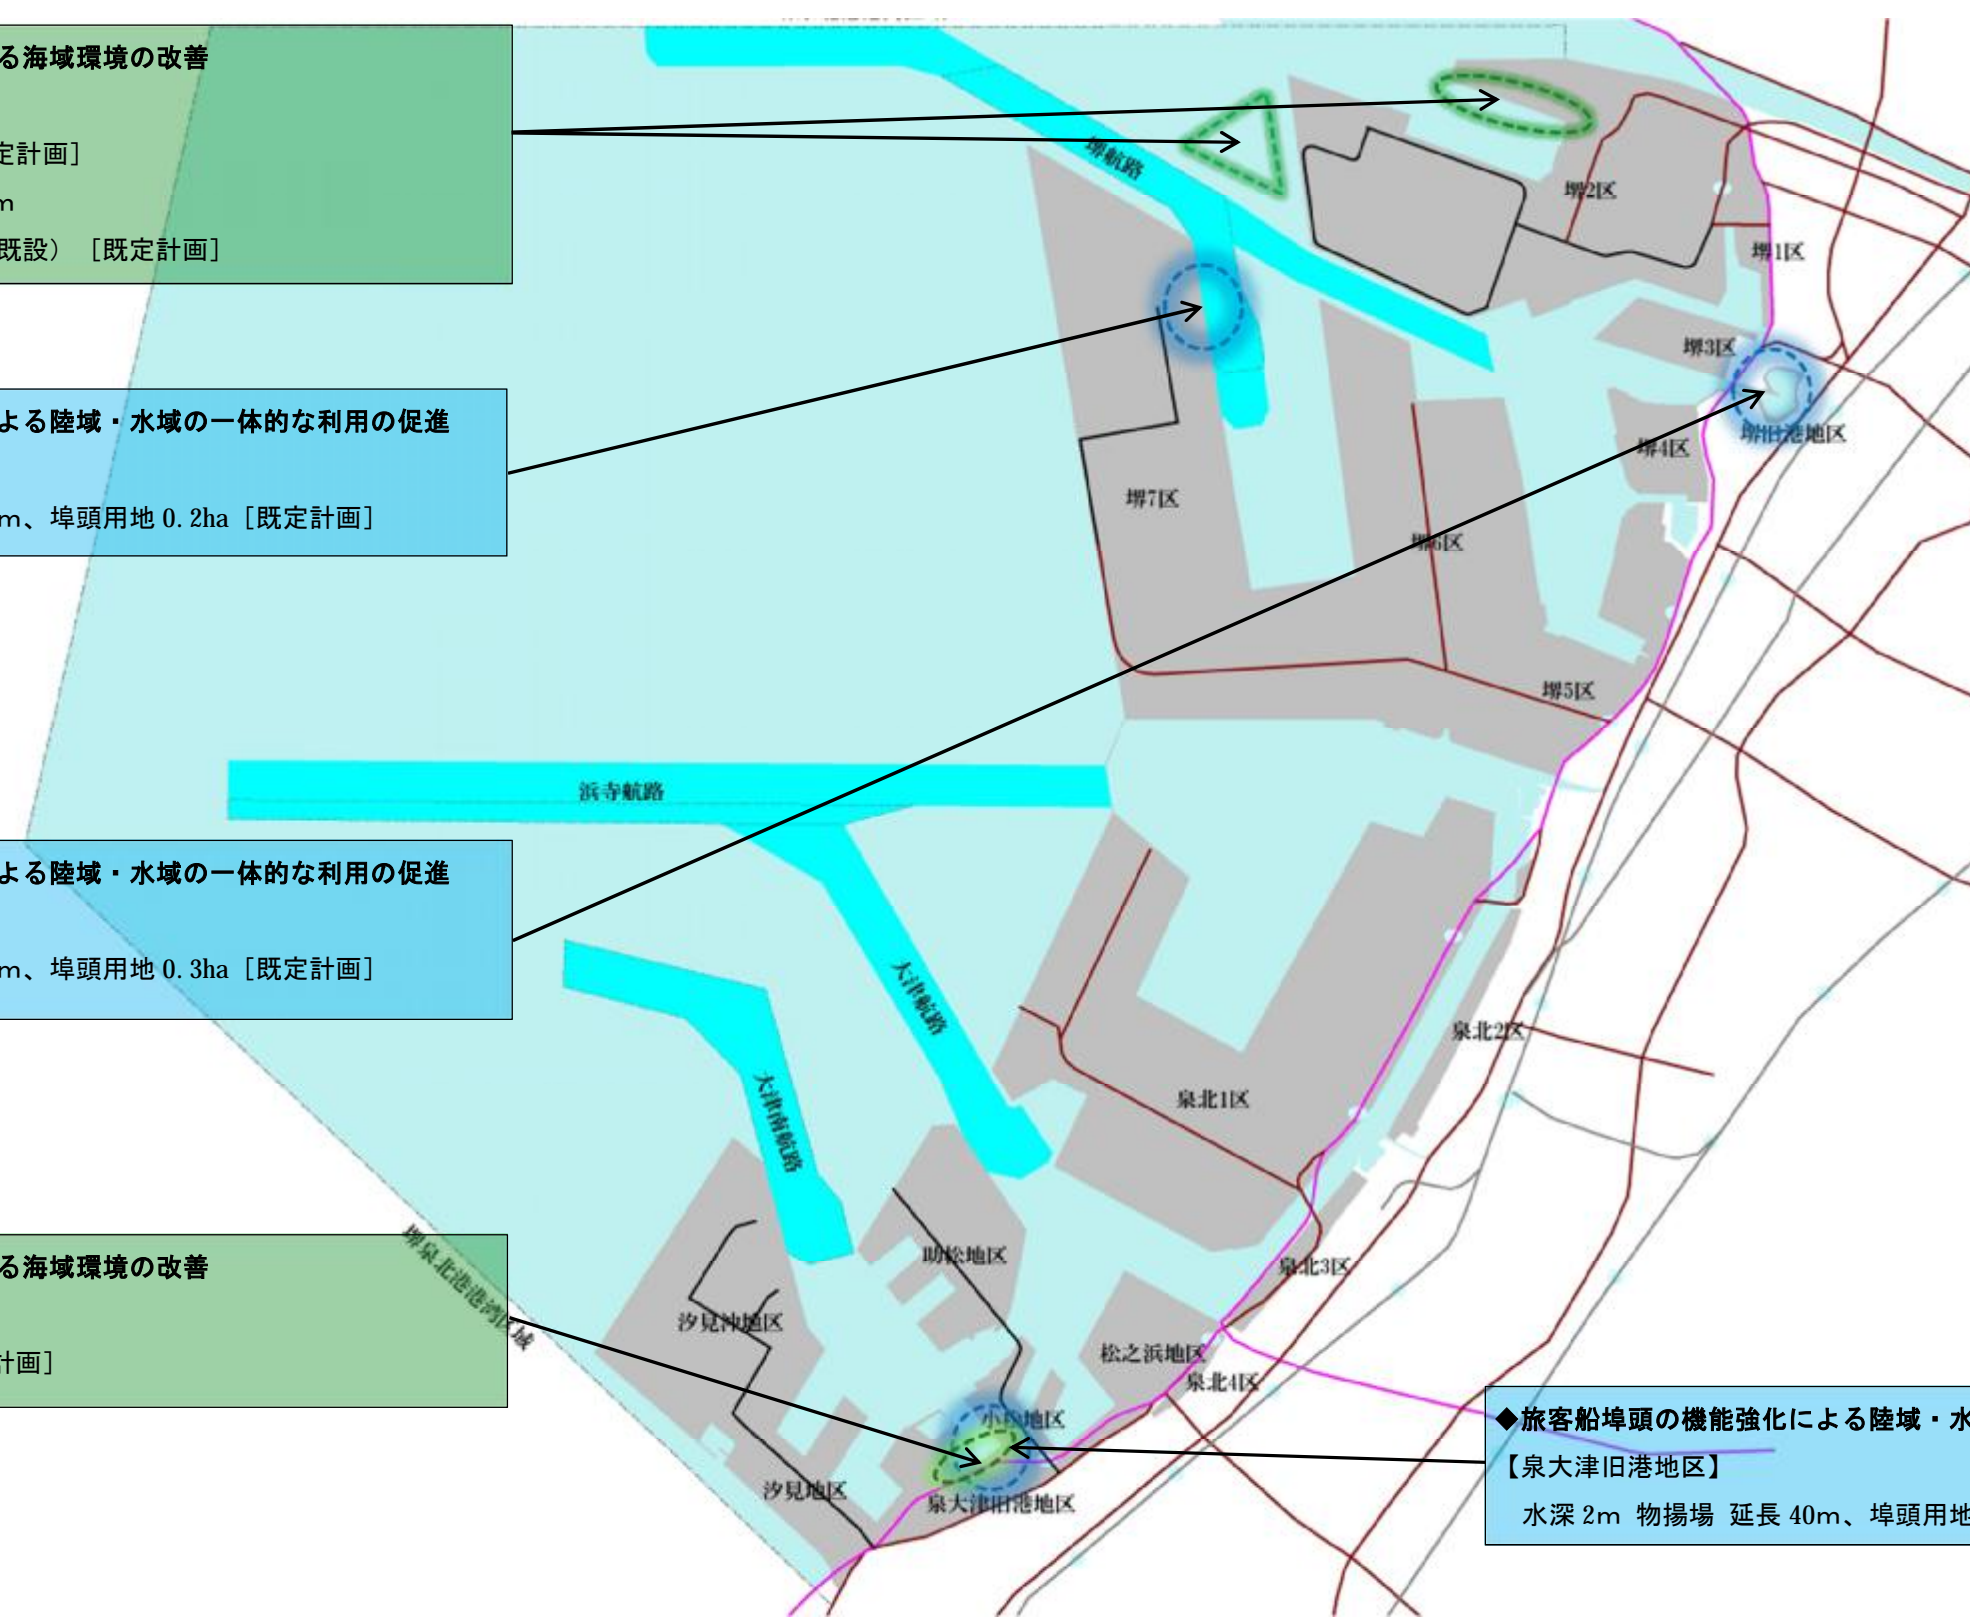 る海域環境の改善
定計画］
m
既設）［既定計画］
よる陸域・水域の一体的な利用の促進
m、埠頭用地 0.2ha［既定計画］
よる陸域・水域の一体的な利用の促進
m、埠頭用地 0.3ha［既定計画］
る海域環境の改善
計画］
◆旅客船埠頭の機能強化による陸域・水
【泉大津旧港地区】
水深 2m 物揚場 延長 40m、埠頭用地
堺航路
堺2区
堺1区
堺3区
堺旧港地区
堺4区
堺7区
堺6区
堺5区
浜寺航路
大津航路
大津南航路
泉北2区
泉北1区
助松地区
泉北3区
汐見沖地区
松之浜地区
泉北4区
小松地区
汐見地区
泉大津旧港地区
堺泉北港港湾区域